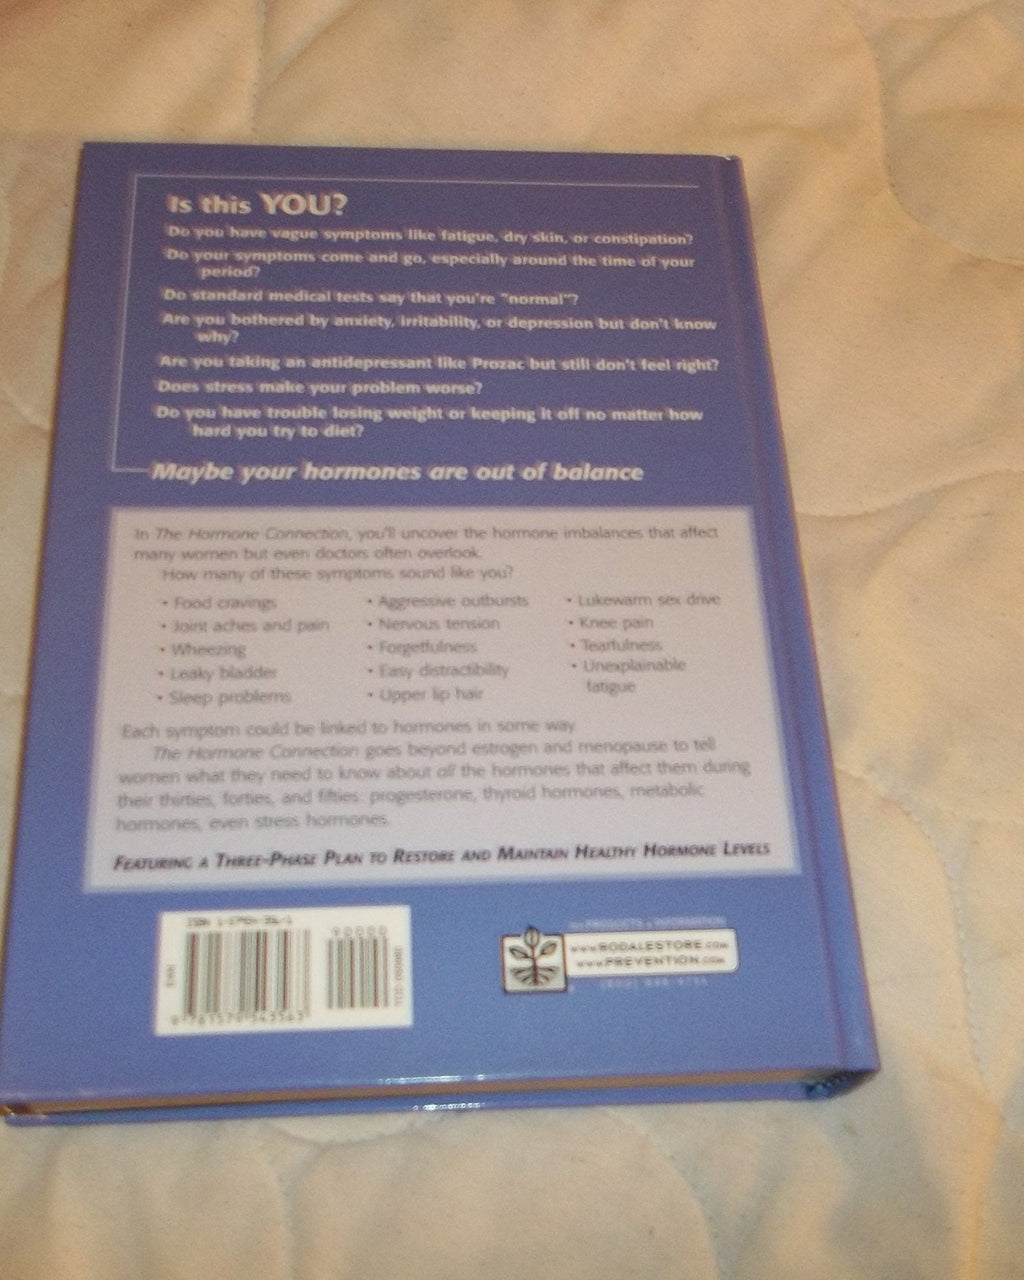 Is this YOU?
Do you have vague symptoms like fatigue, dry skin, or constipation?
Do your symptoms come and go, especially around the time of your
period?
Do standard medical tests say that you're "normal"?
Are you bothered by anxiety, irritability, or depression but don't know
why?
Are you taking an antidepressant like Prozac but still don't feel right?
Does stress make your problem worse?
Do you have trouble losing weight or keeping it off no matter how
hard you try to diet?
Maybe your hormones are out of balance
In The Hormone Connection, you'll uncover the hormone imbalances that affect
many women but even doctors often overlook.
How many of these symptoms sound like you?
• Food cravings
• Joint aches and pain
• Wheezing
• Leaky bladder
• Sleep problems
• Aggressive outbursts
• Nervous tension
• Forgetfulness
• Easy distractibility
• Upper lip hair
• Lukewarm sex drive
• Knee pain
• Tearfulness
• Unexplainable
fatigue
Each symptom could be linked to hormones in some way.
The Hormone Connection goes beyond estrogen and menopause to tell
women what they need to know about all the hormones that affect them during
their thirties, forties, and fifties: progesterone, thyroid hormones, metabolic
hormones, even stress hormones.
FEATURING A THREE-PHASE PLAN TO RESTORE AND MAINTAIN HEALTHY HORMONE LEVELS
ISBN
90000
9 781579 543563
PRODUCTS & INFORMATION
www.RODALESTORE.com
www.PREVENTION.com